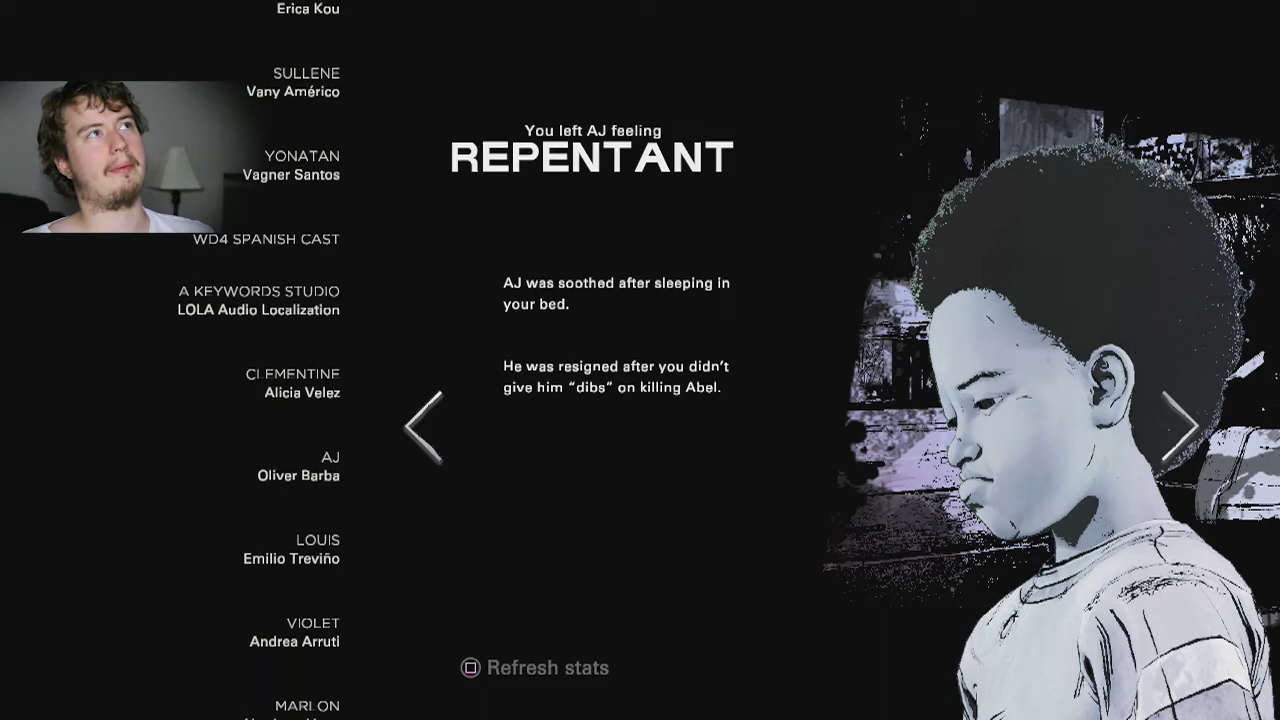 Erica Kou
SULLENE
Vany Américo
YONATAN
Vagner Santos
WD4 SPANISH CAST
A KEYWORDS STUDIO
LOLA Audio Localization
CLEMENTINE
Alicia Velez
AJ
Oliver Barba
LOUIS
Emilio Treviño
VIOLET
Andrea Arruti
MARLON
You left AJ feeling
REPENTANT
AJ was soothed after sleeping in
your bed.
He was resigned after you didn't
give him “dibs” on killing Abel.
Refresh stats